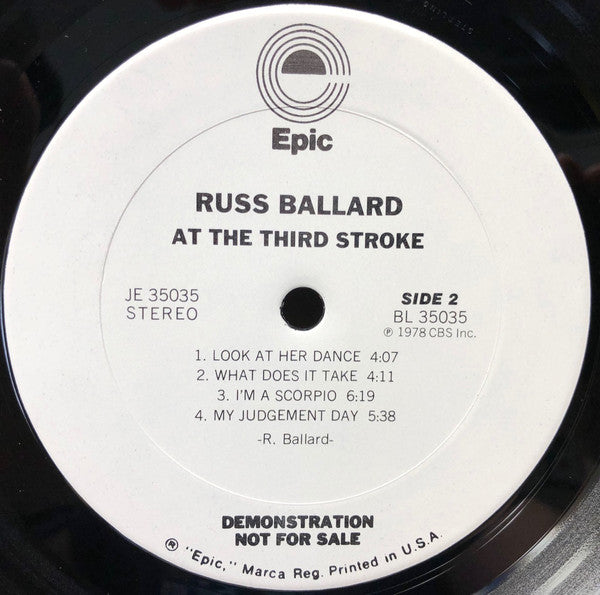 Epic
RUSS BALLARD
AT THE THIRD STROKE
JE 35035
STEREO
SIDE 2
BL 35035
℗ 1978 CBS Inc.
1. LOOK AT HER DANCE 4:07
2. WHAT DOES IT TAKE 4:11
3. I'M A SCORPIO 6:19
4. MY JUDGEMENT DAY 5:38
-R. Ballard-
DEMONSTRATION
NOT FOR SALE
® "Epic," Marca Reg. Printed in U.S.A.